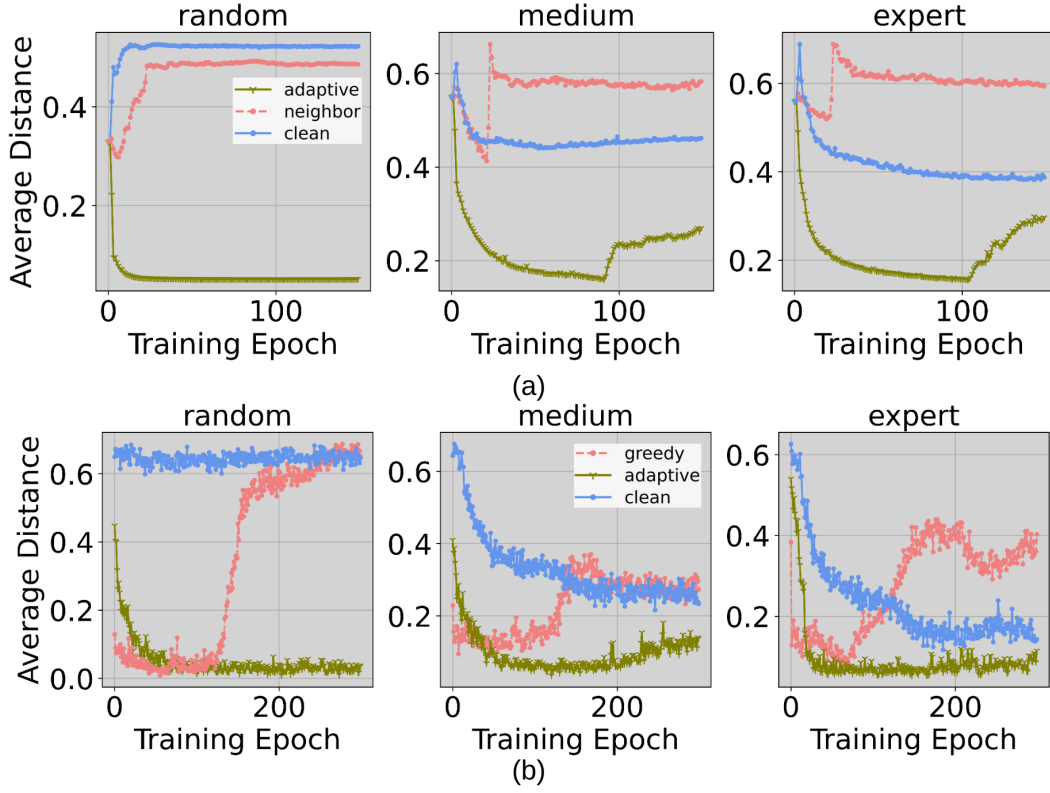 random medium expert
Average Distance
0.4
0.2
adaptive
neighbor
clean
0 100
Training Epoch
0.6
0.4
0.2
0 100
Training Epoch
0.6
0.4
0.2
0 100
Training Epoch
(a)
random medium expert
Average Distance
0.6
0.4
0.2
0.0
0 200
Training Epoch
0.6
0.4
0.2
greedy
adaptive
clean
0 200
Training Epoch
0.6
0.4
0.2
0 200
Training Epoch
(b)